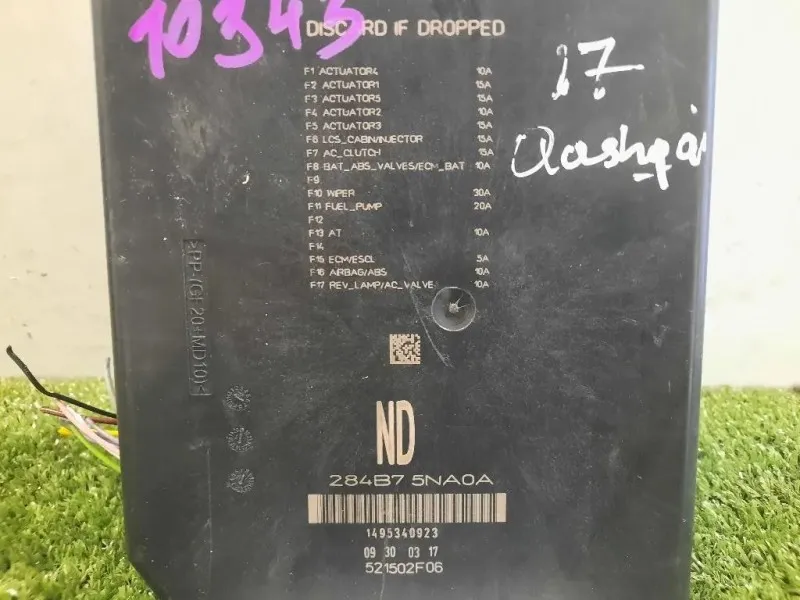 10343
DISCARD IF DROPPED
17
Qashqai
F1 ACTUATOR4 10A
F2 ACTUATOR1 15A
F3 ACTUATOR5 15A
F4 ACTUATOR2 10A
F5 ACTUATOR3 15A
F6 LCS_CABIN/INJECTOR 15A
F7 AC_CLUTCH 15A
F8 BAT_ABS_VALVES/ECM_BAT 10A
F9
F10 WIPER 30A
F11 FUEL_PUMP 20A
F12
F13 AT 10A
F14
F15 ECM/ESCL 5A
F16 AIRBAG/ABS 10A
F17 REV_LAMP/AC_VALVE 10A
>PP-(GF20+MD10)<
ND
284B7 5NA0A
1495340923
09 30 03 17
521502F06